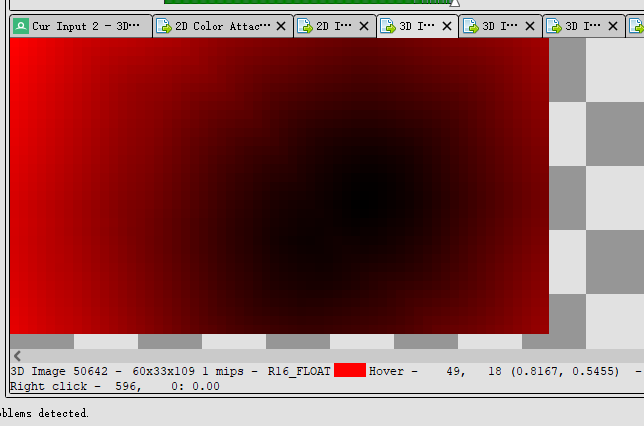 Cur Input 2 - 3D⋯ 2D Color Attac⋯ 2D I⋯ 3D I⋯ 3D I⋯ 3D I⋯
3D Image 50642 - 60x33x109 1 mips - R16_FLOAT Hover - 49, 18 (0.8167, 0.5455) -
Right click - 596, 0: 0.00
oblems detected.